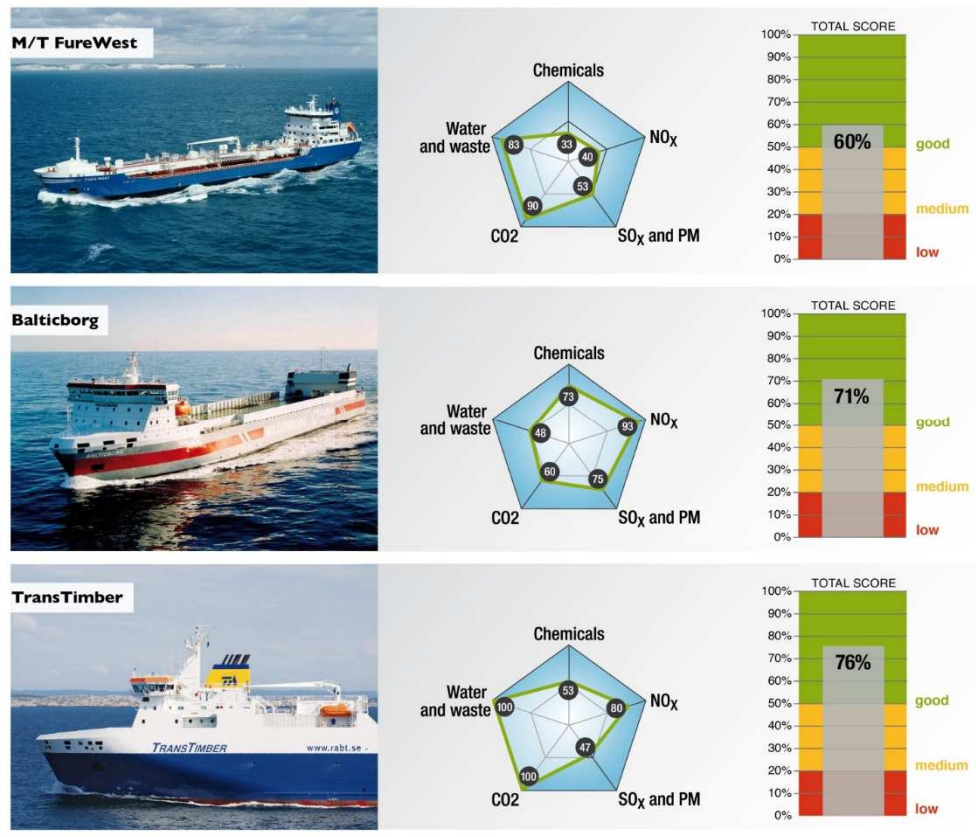 M/T FureWest
Chemicals
Water
and waste
NOX
CO2
SOX and PM
33
40
53
90
83
TOTAL SCORE
100%
90%
80%
70%
60%
50%
40%
30%
20%
10%
0%
60%
good
medium
low
Balticborg
BALTICBORG
Chemicals
Water
and waste
NOX
CO2
SOX and PM
73
93
75
60
48
TOTAL SCORE
100%
90%
80%
70%
60%
50%
40%
30%
20%
10%
0%
71%
good
medium
low
TransTimber
TRANSTIMBER
www.rabt.se
Chemicals
Water
and waste
NOX
CO2
SOX and PM
53
80
47
100
100
TOTAL SCORE
100%
90%
80%
70%
60%
50%
40%
30%
20%
10%
0%
76%
good
medium
low